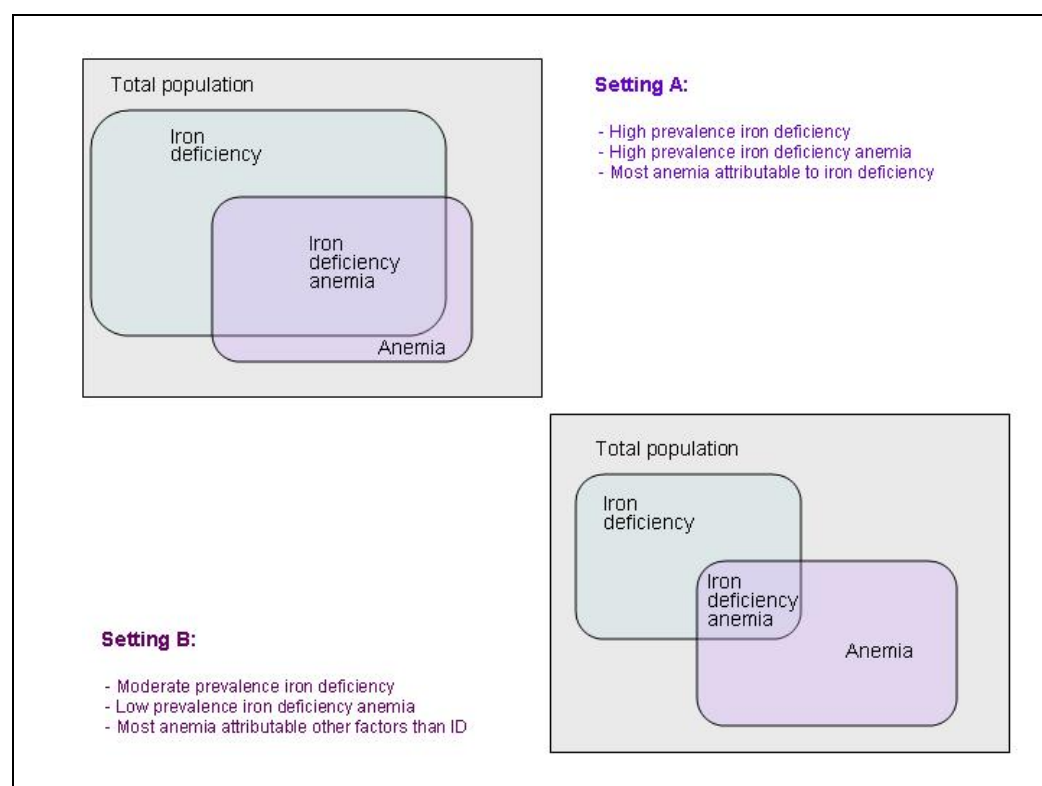 Total population
Iron
deficiency
Iron
deficiency
anemia
Anemia
Setting A:
- High prevalence iron deficiency
- High prevalence iron deficiency anemia
- Most anemia attributable to iron deficiency
Total population
Iron
deficiency
Iron
deficiency
anemia
Anemia
Setting B:
- Moderate prevalence iron deficiency
- Low prevalence iron deficiency anemia
- Most anemia attributable other factors than ID